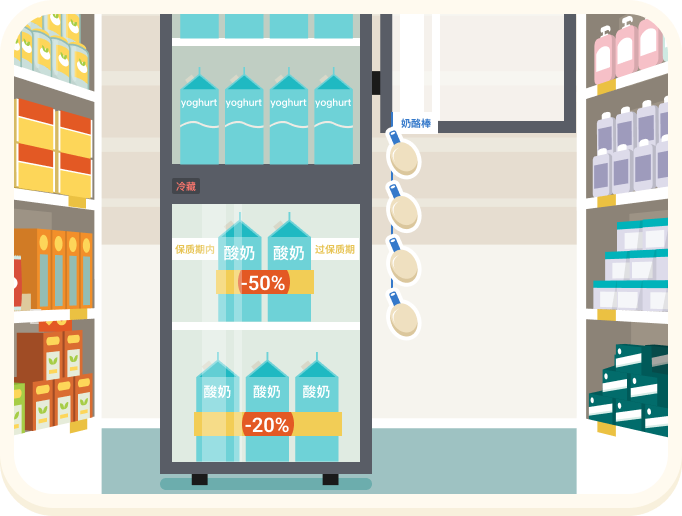 yoghurt yoghurt yoghurt yoghurt
奶酪棒
冷藏
保质期内
酸奶 酸奶
过保质期
-50%
酸奶 酸奶 酸奶
-20%